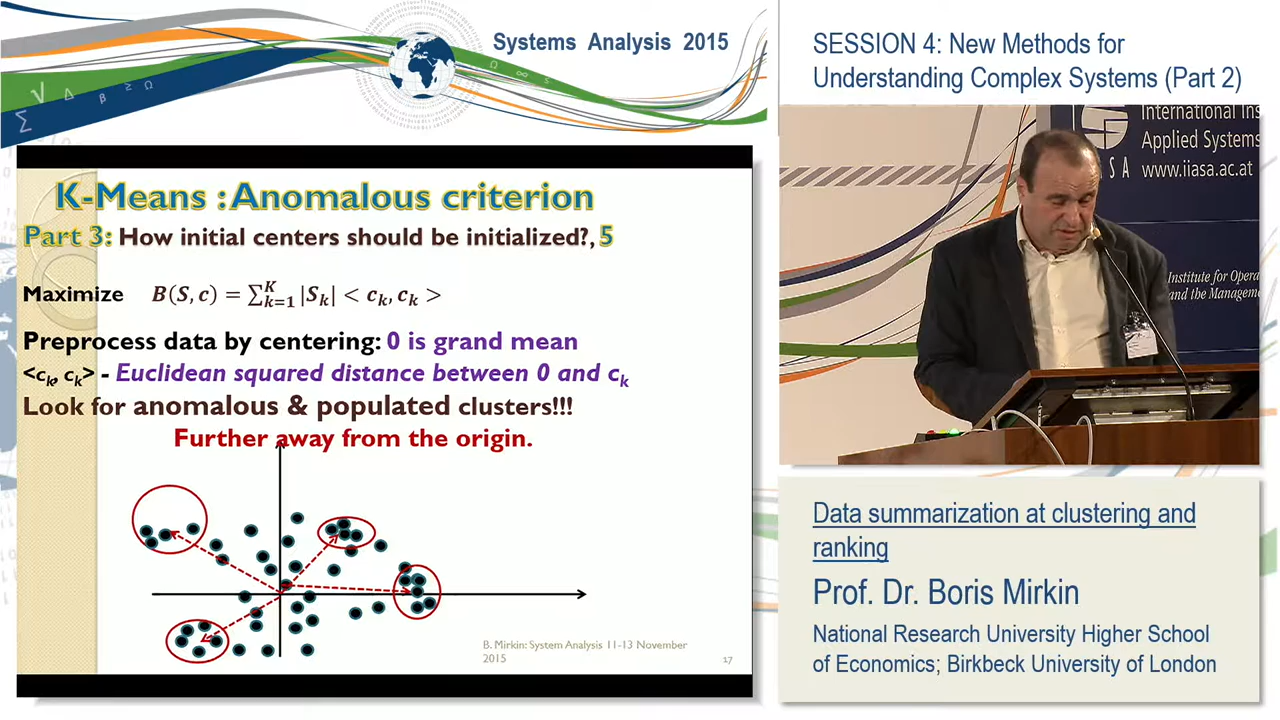 Systems Analysis 2015
SESSION 4: New Methods for
Understanding Complex Systems (Part 2)
K-Means : Anomalous criterion
Part 3: How initial centers should be initialized?, 5
Maximize B(S, c) = ∑ᴷₖ₌₁ |Sₖ| < cₖ, cₖ >
Preprocess data by centering: 0 is grand mean
<cₖ, cₖ> - Euclidean squared distance between 0 and cₖ
Look for anomalous & populated clusters!!!
Further away from the origin.
B. Mirkin: System Analysis 11-13 November
2015
17
International Ins
Applied Systems
www.iiasa.ac.at
S A
Institute for Opera
and the Managem
Data summarization at clustering and
ranking
Prof. Dr. Boris Mirkin
National Research University Higher School
of Economics; Birkbeck University of London